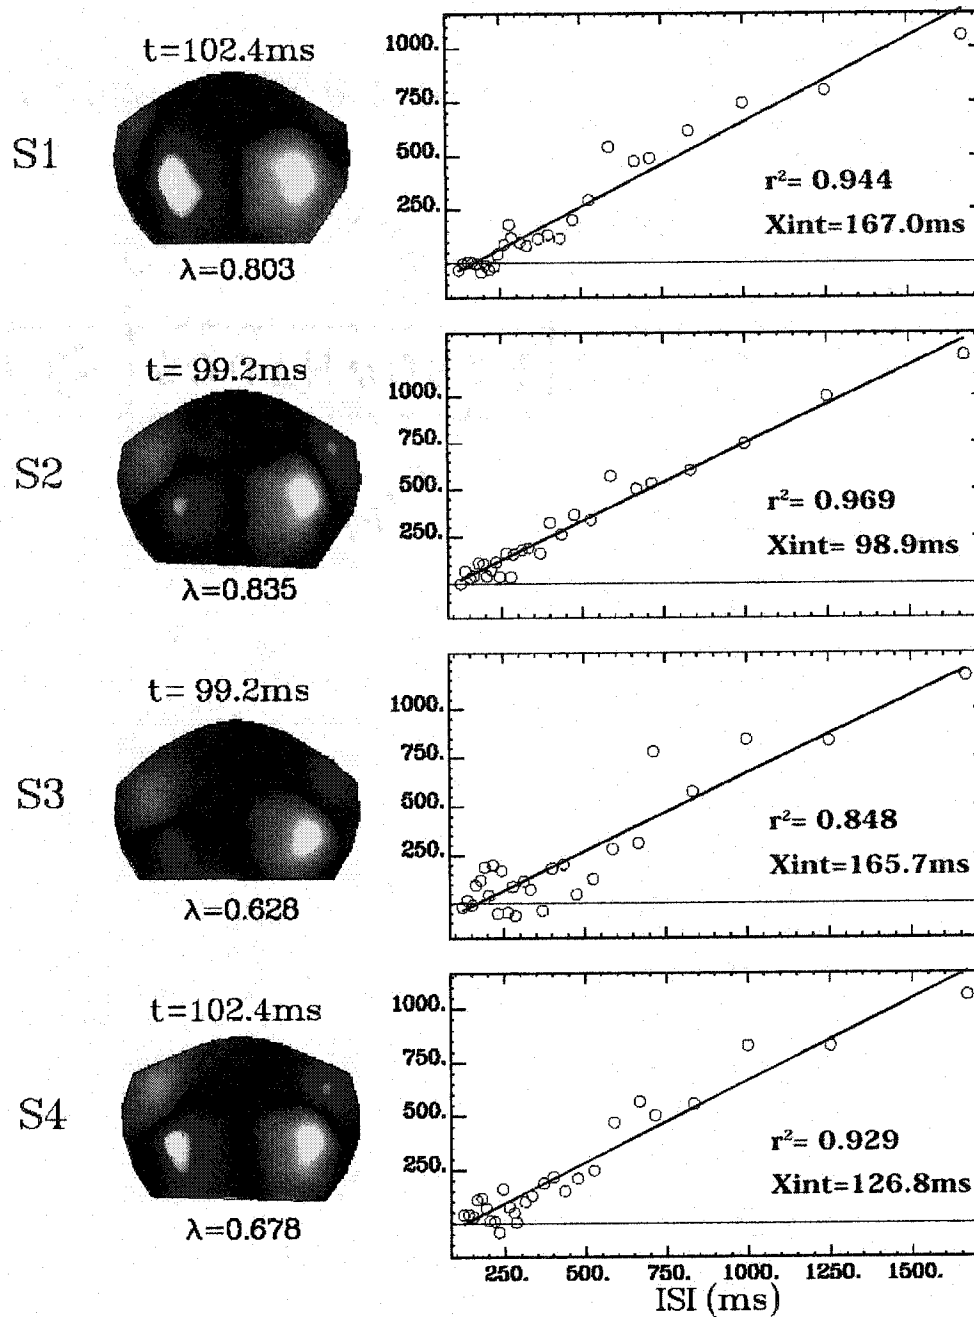 t=102.4ms
S1
λ=0.803
1000.
750.
500.
250.
r²= 0.944
Xint=167.0ms
t= 99.2ms
S2
λ=0.835
1000.
750.
500.
250.
r²= 0.969
Xint= 98.9ms
t= 99.2ms
S3
λ=0.628
1000.
750.
500.
250.
r²= 0.848
Xint=165.7ms
t=102.4ms
S4
λ=0.678
1000.
750.
500.
250.
r²= 0.929
Xint=126.8ms
250. 500. 750. 1000. 1250. 1500.
ISI (ms)